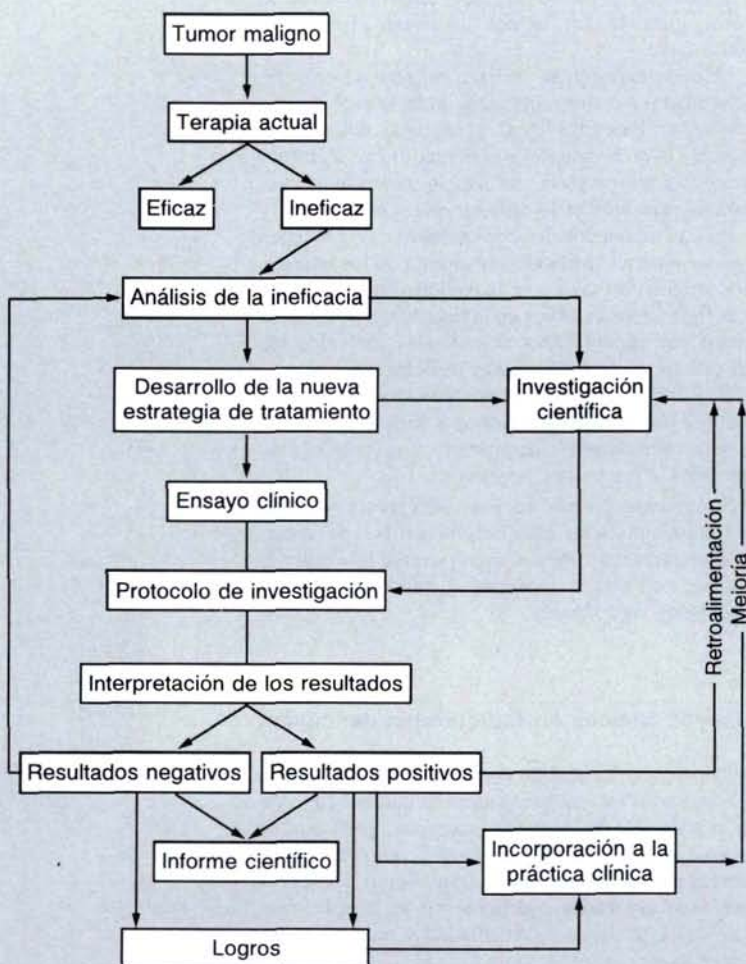 Tumor maligno
Terapia actual
Eficaz
Ineficaz
Análisis de la ineficacia
Desarrollo de la nueva
estrategia de tratamiento
Investigación
científica
Ensayo clínico
Protocolo de investigación
Retroalimentación
Mejoría
Interpretación de los resultados
Resultados negativos
Resultados positivos
Informe científico
Incorporación a la
práctica clínica
Logros